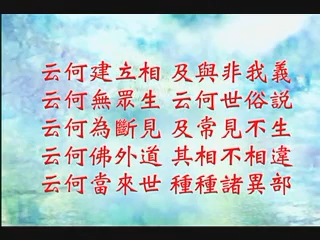 云何建立相 及與非我義
云何無眾生 云何世俗說
云何為斷見 及常見不生
云何佛外道 其相不相違
云何當來世 種種諸異部